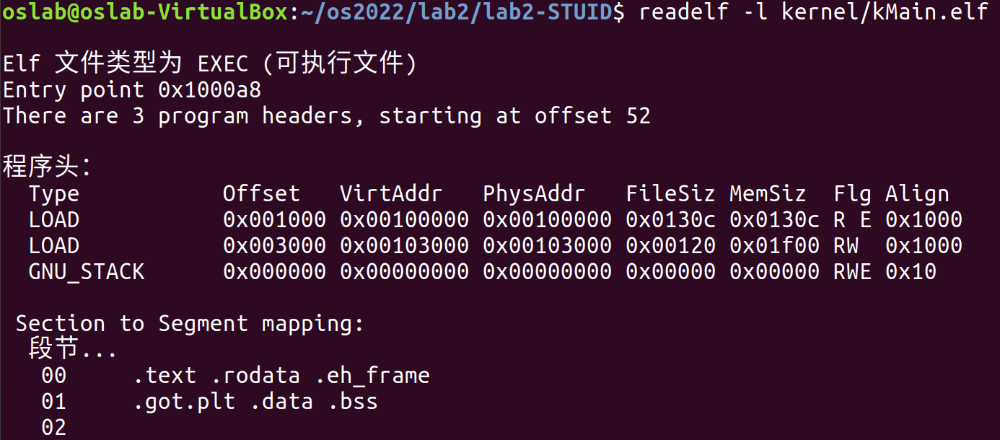 oslab@oslab-VirtualBox:~/os2022/lab2/lab2-STUID$ readelf -l kernel/kMain.elf
Elf 文件类型为 EXEC (可执行文件)
Entry point 0x1000a8
There are 3 program headers, starting at offset 52
程序头：
  Type           Offset   VirtAddr   PhysAddr   FileSiz MemSiz  Flg Align
  LOAD           0x001000 0x00100000 0x00100000 0x0130c 0x0130c R E 0x1000
  LOAD           0x003000 0x00103000 0x00103000 0x00120 0x01f00 RW  0x1000
  GNU_STACK      0x000000 0x00000000 0x00000000 0x00000 0x00000 RWE 0x10
 Section to Segment mapping:
  段节...
   00     .text .rodata .eh_frame
   01     .got.plt .data .bss
   02